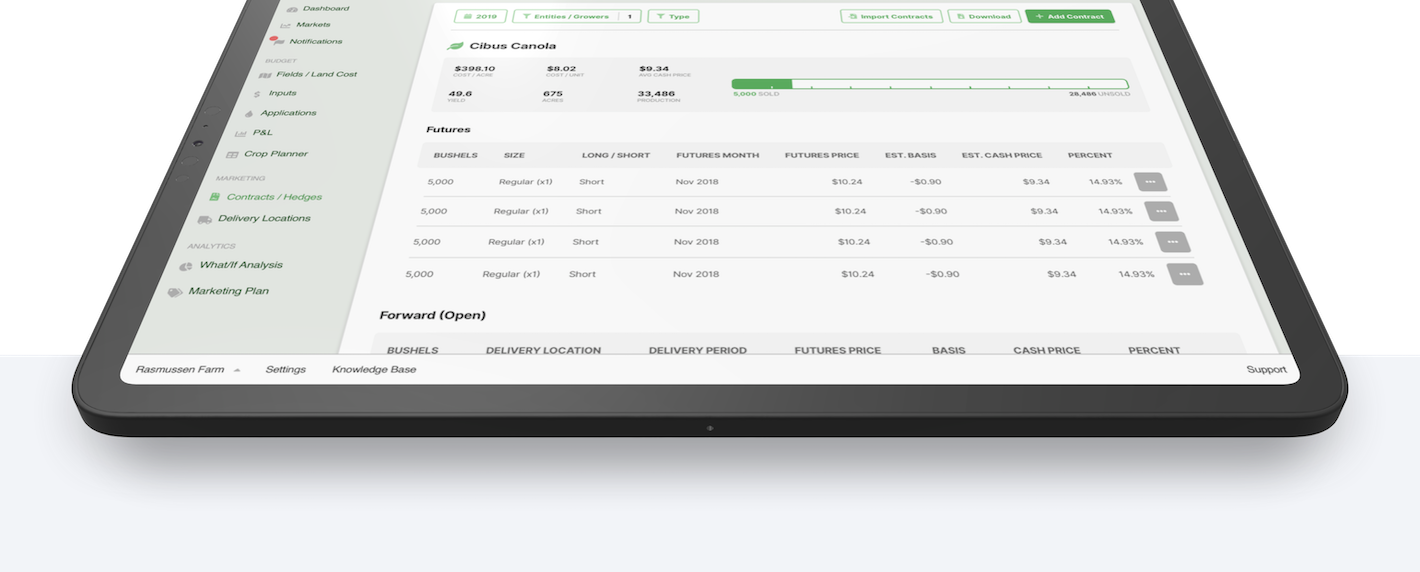 Dashboard
Markets
Notifications
BUDGET
Fields / Land Cost
Inputs
Applications
P&L
Crop Planner
MARKETING
Contracts / Hedges
Delivery Locations
ANALYTICS
What/If Analysis
Marketing Plan
2019 Entities / Growers 1 Type Import Contracts Download + Add Contract
Cibus Canola
$398.10 $8.02 $9.34
COST / ACRE COST / UNIT AVG CASH PRICE
49.6 675 33,486
YIELD ACRES PRODUCTION
5,000 SOLD 28,486 UNSOLD
Futures
BUSHELS SIZE LONG / SHORT FUTURES MONTH FUTURES PRICE EST. BASIS EST. CASH PRICE PERCENT
5,000 Regular (x1) Short Nov 2018 $10.24 -$0.90 $9.34 14.93% •••
5,000 Regular (x1) Short Nov 2018 $10.24 -$0.90 $9.34 14.93% •••
5,000 Regular (x1) Short Nov 2018 $10.24 -$0.90 $9.34 14.93% •••
5,000 Regular (x1) Short Nov 2018 $10.24 -$0.90 $9.34 14.93% •••
Forward (Open)
BUSHELS DELIVERY LOCATION DELIVERY PERIOD FUTURES PRICE BASIS CASH PRICE PERCENT
Rasmussen Farm Settings Knowledge Base Support